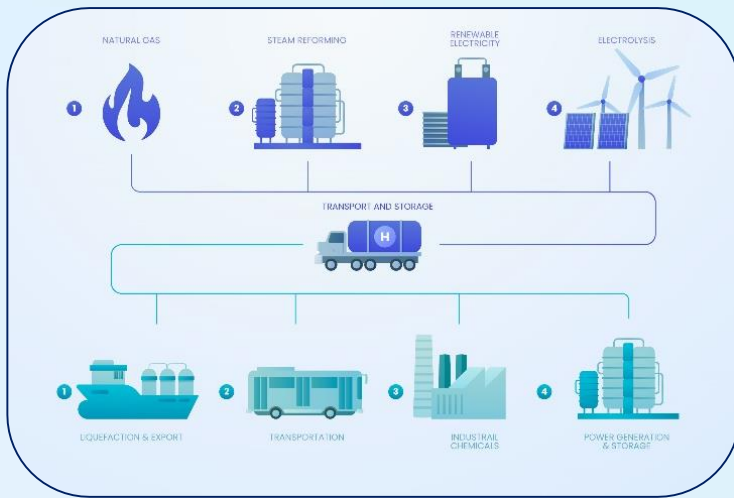 NATURAL GAS
STEAM REFORMING
RENEWABLE
ELECTRICITY
ELECTROLYSIS
1
2
3
4
TRANSPORT AND STORAGE
H
1
2
3
4
LIQUEFACTION & EXPORT
TRANSPORTATION
INDUSTRAIL
CHEMICALS
POWER GENERATION
& STORAGE